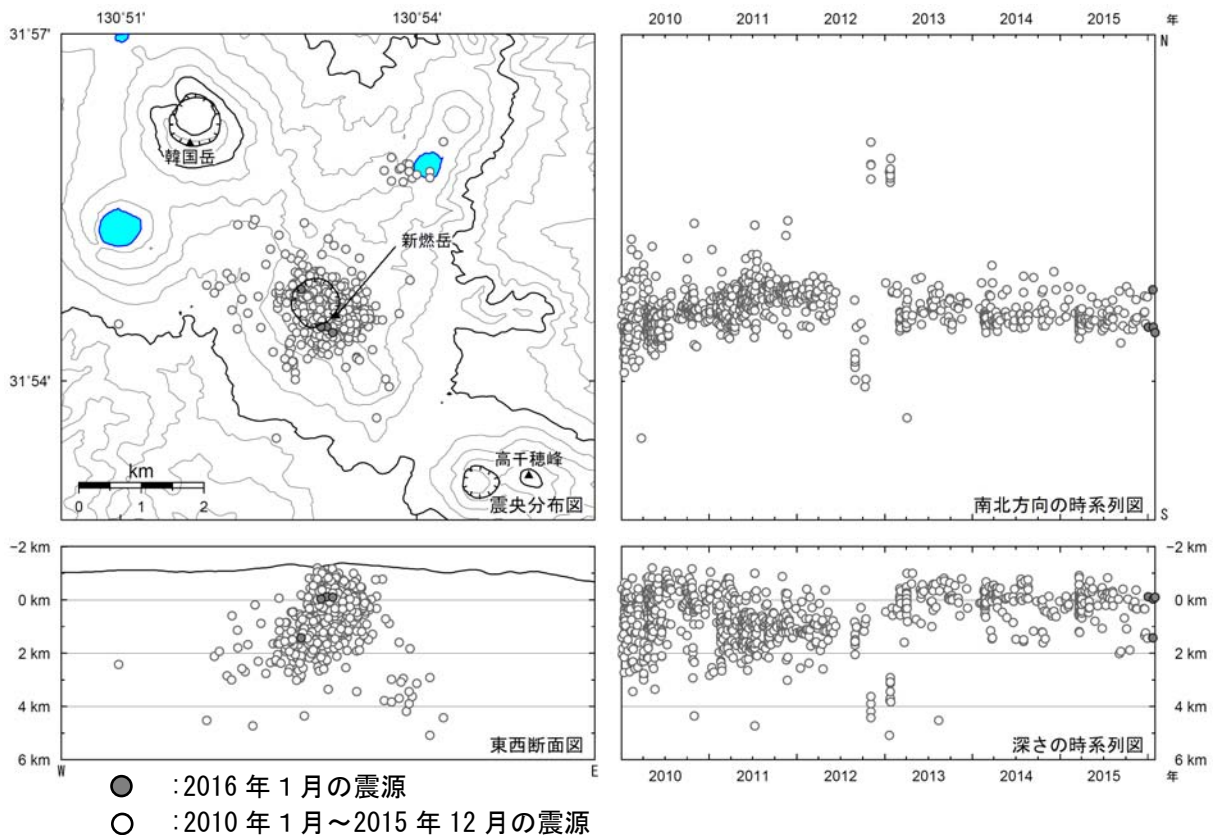 130°51' 130°54'
2010 2011 2012 2013 2014 2015 年
31°57'
N
韓国岳
新燃岳
31°54'
km
0 1 2
高千穂峰
震央分布図
南北方向の時系列図
S
-2 km
-2 km
0 km
0 km
2 km
2 km
4 km
4 km
東西断面図
深さの時系列図
6 km
6 km
W E
2010 2011 2012 2013 2014 2015 年
:2016 年 1 月の震源
:2010 年 1 月～2015 年 12 月の震源